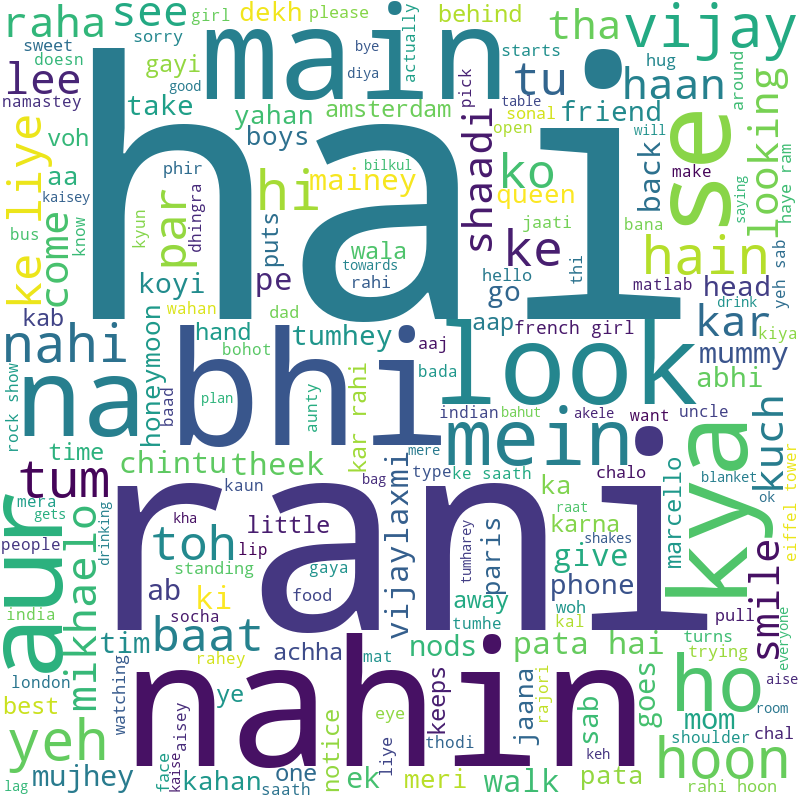 raha see girl dekh please behind tha vijay
sweet sorry bye main actually starts
doesn gayi good diya tu haan hug around
lee namastey take yahan amsterdam pick table sonal friend looking
voh boys open will
ke liye aa phir hai shaadi ko back se make saying haye ram
kaisey bilkul mainey queen
come know par hi jaati bana
bus kyun dhingra puts wala ke hain yeh sab
koyi towards rahi pe hello thi matlab head
kab wahan dad go drink
honeymoon hand tumhey aap french girl kar kiya
nahi bohot aaj look mummy
na bhi bada abhi
rock show baad plan aunty kar rahi indian bahut akele want uncle kuch
time mere mein
tum mera chintu theek type ke saath chalo blanket ok
gets kaun bag vijaylaxmi ka raat marcello kya eiffel tower
aur people mikhaelo drinking kha little karna
toh lip tumharey paris give shakes smile
standing gaya phone
india ab ki socha food away woh pull
tim baat rani tumhe kal turns everyone
london rahey achha nods pata hai trying
watching mat keeps aise
best ye nahin eye jaana rajori sab goes ho room
yeh aisey notice liye thodi mom shoulder chal
mujhey face kaise kahan one ek meri walk keh pata hoon
lag saath rahi hoon